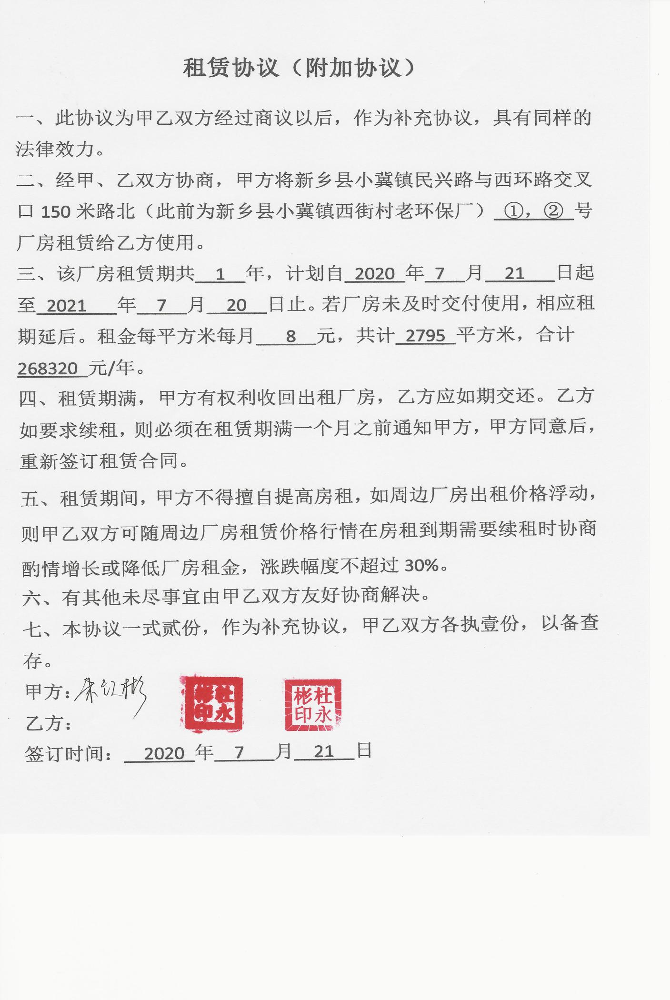 租赁协议（附加协议）
一、此协议为甲乙双方经过商议以后，作为补充协议，具有同样的
法律效力。
二、经甲、乙双方协商，甲方将新乡县小冀镇民兴路与西环路交叉
口 150 米路北（此前为新乡县小冀镇西街村老环保厂） ①，② 号
厂房租赁给乙方使用。
三、该厂房租赁期共 1 年，计划自 2020 年 7 月 21 日起
至 2021 年 7 月 20 日止。若厂房未及时交付使用，相应租
期延后。租金每平方米每月 8 元，共计 2795 平方米，合计
268320 元/年。
四、租赁期满，甲方有权利收回出租厂房，乙方应如期交还。乙方
如要求续租，则必须在租赁期满一个月之前通知甲方，甲方同意后，
重新签订租赁合同。
五、租赁期间，甲方不得擅自提高房租，如周边厂房出租价格浮动，
则甲乙双方可随周边厂房租赁价格行情在房租到期需要续租时协商
酌情增长或降低厂房租金，涨跌幅度不超过 30%。
六、有其他未尽事宜由甲乙双方友好协商解决。
七、本协议一式贰份，作为补充协议，甲乙双方各执壹份，以备查
存。
甲方：朱红彬
乙方：
杜永彬印
杜永彬印
签订时间： 2020 年 7 月 21 日